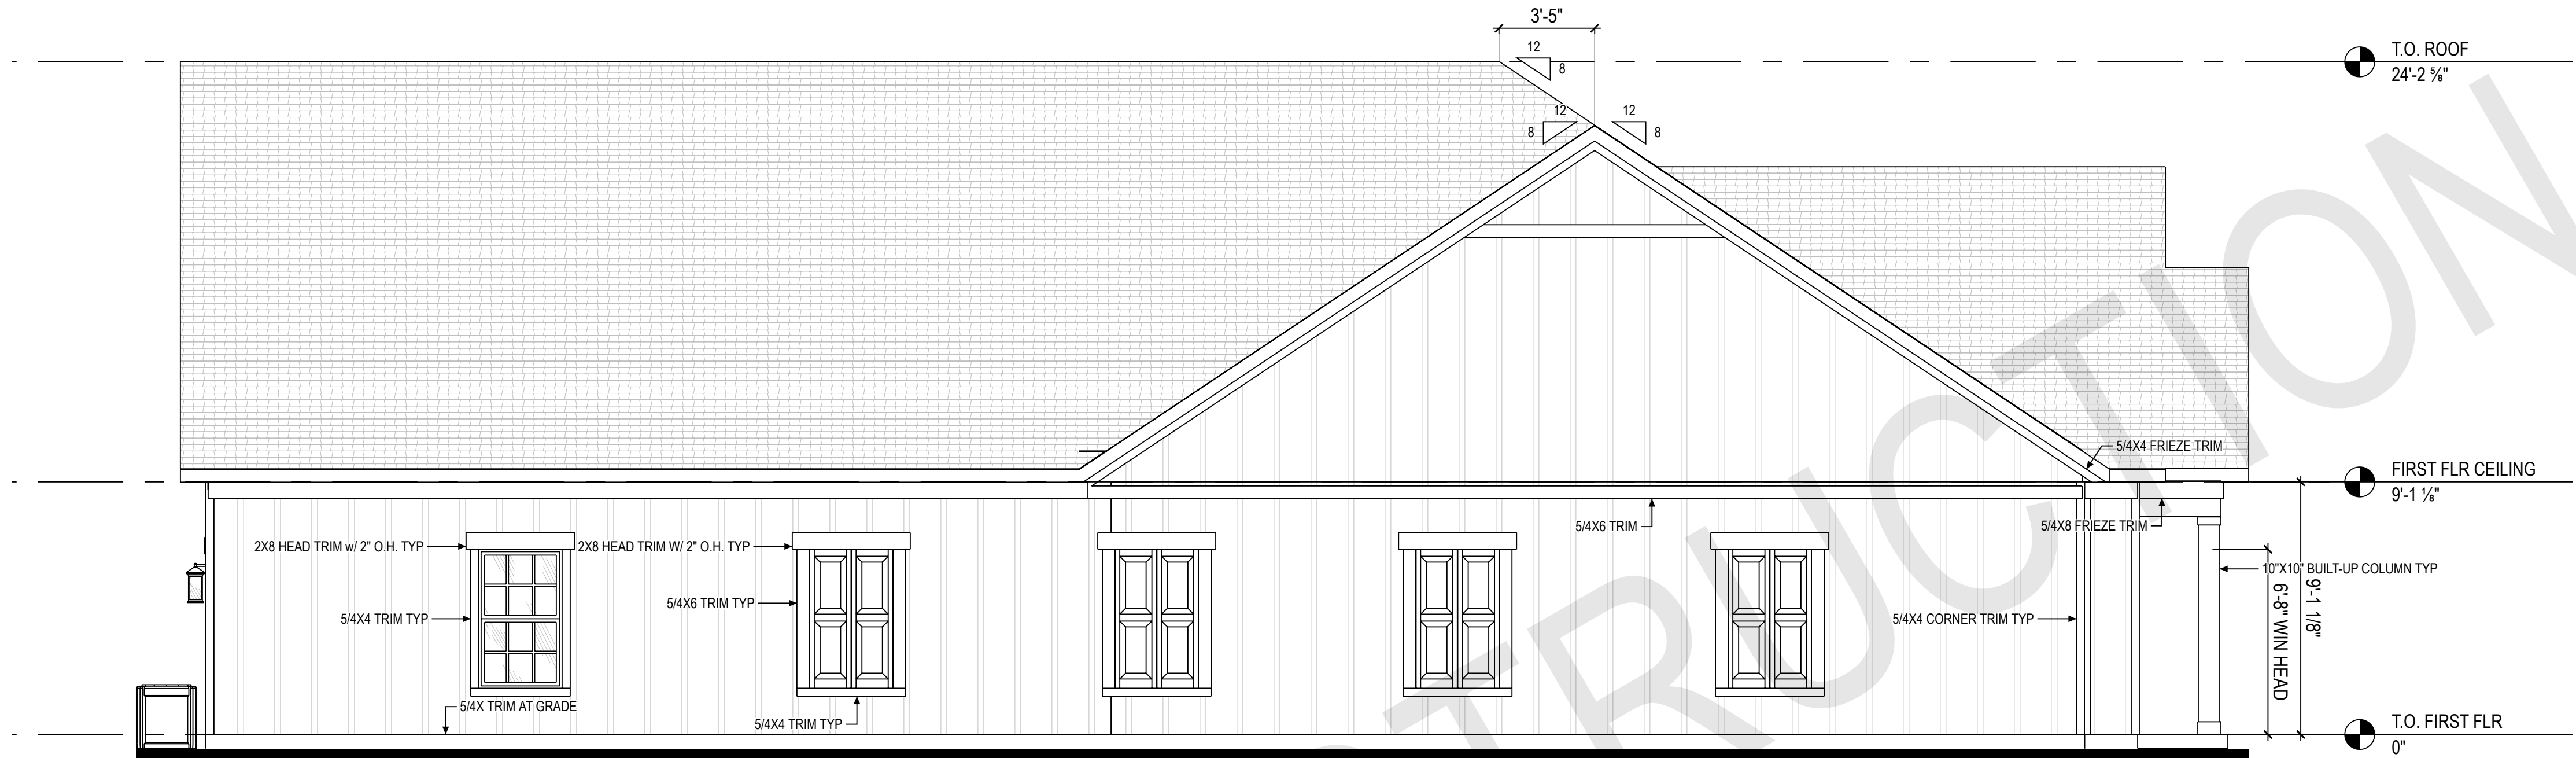 3'-5"
12
8
T.O. ROOF
24'-2 ⅝"
12
8
12
8
5/4X4 FRIEZE TRIM
FIRST FLR CEILING
9'-1 ⅛"
5/4X6 TRIM
5/4X8 FRIEZE TRIM
2X8 HEAD TRIM w/ 2" O.H. TYP
2X8 HEAD TRIM W/ 2" O.H. TYP
10"X10" BUILT-UP COLUMN TYP
5/4X6 TRIM TYP
5/4X4 TRIM TYP
5/4X4 CORNER TRIM TYP
9'-1 1/8"
6'-8" WIN HEAD
5/4X TRIM AT GRADE
5/4X4 TRIM TYP
T.O. FIRST FLR
0"
TRUCTION